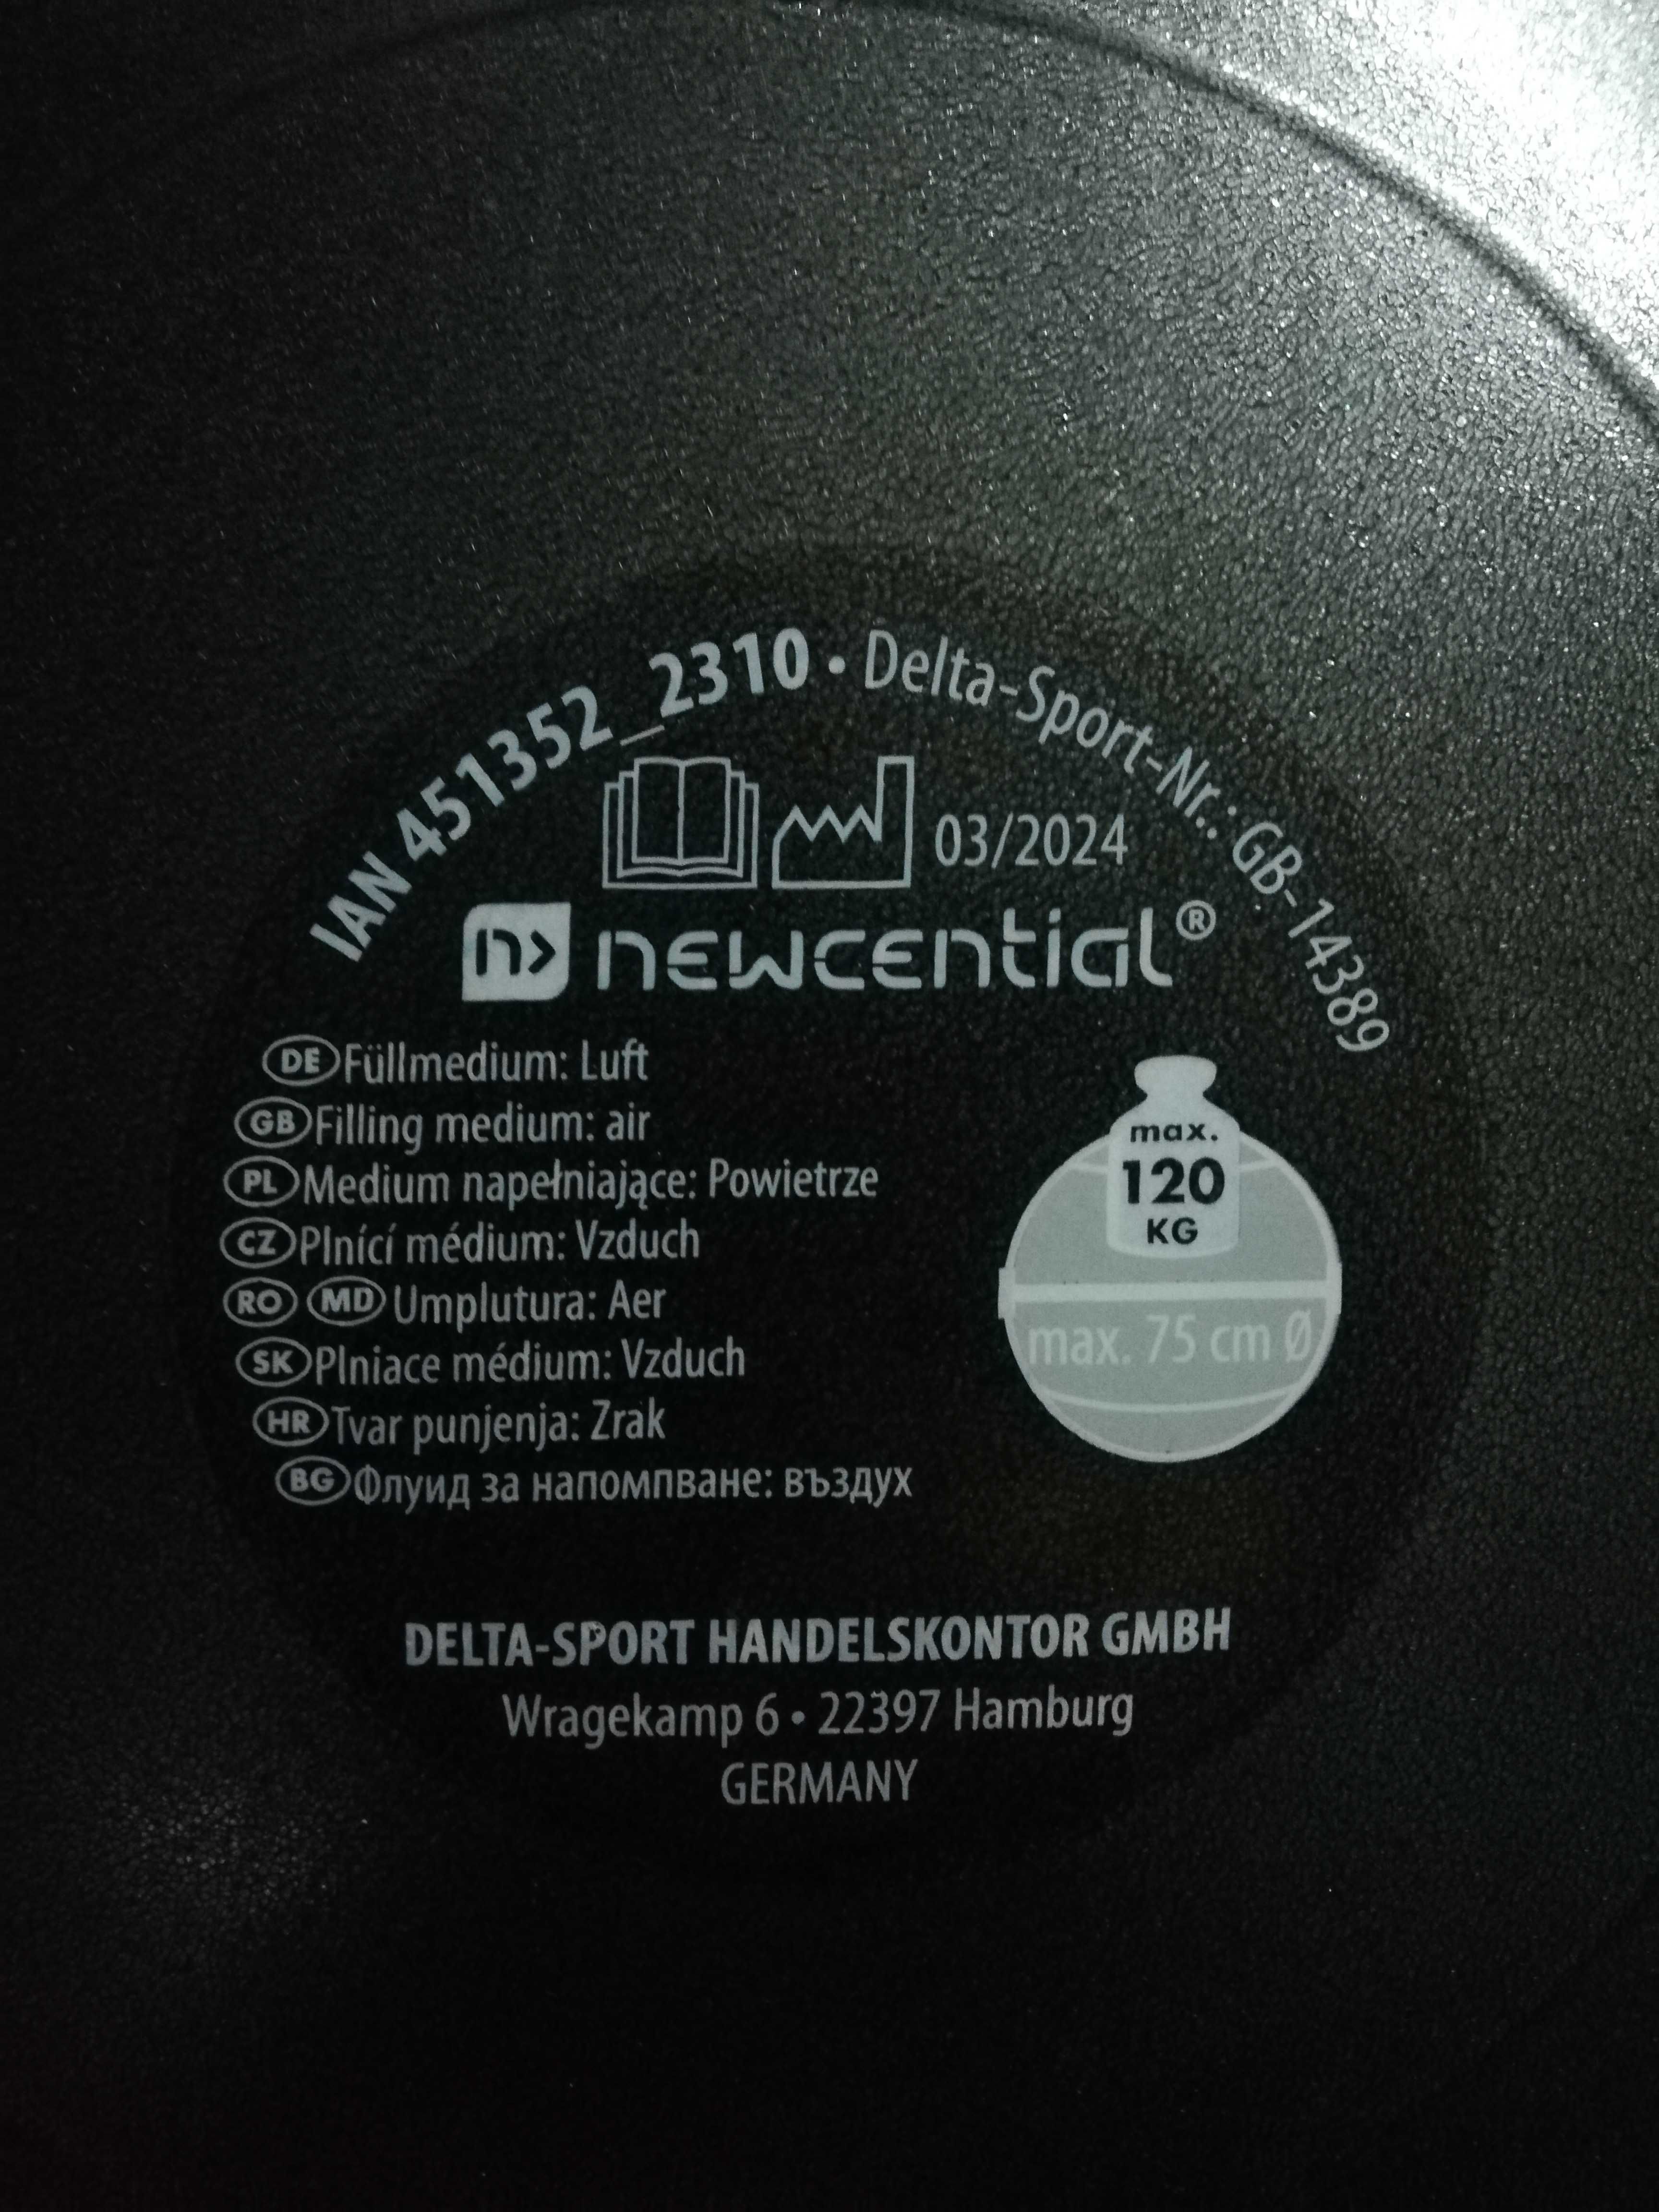 IAN 451352_2310 • Delta-Sport-Nr.: GB-14389
03/2024
n> newcential®
DE Füllmedium: Luft
GB Filling medium: air
PL Medium napełniające: Powietrze
CZ Plnící médium: Vzduch
RO MD Umplutura: Aer
SK Plniace médium: Vzduch
HR Tvar punjenja: Zrak
BG Флуид за напомпване: въздух
max.
120
KG
max. 75 cm Ø
DELTA-SPORT HANDELSKONTOR GMBH
Wragekamp 6 • 22397 Hamburg
GERMANY